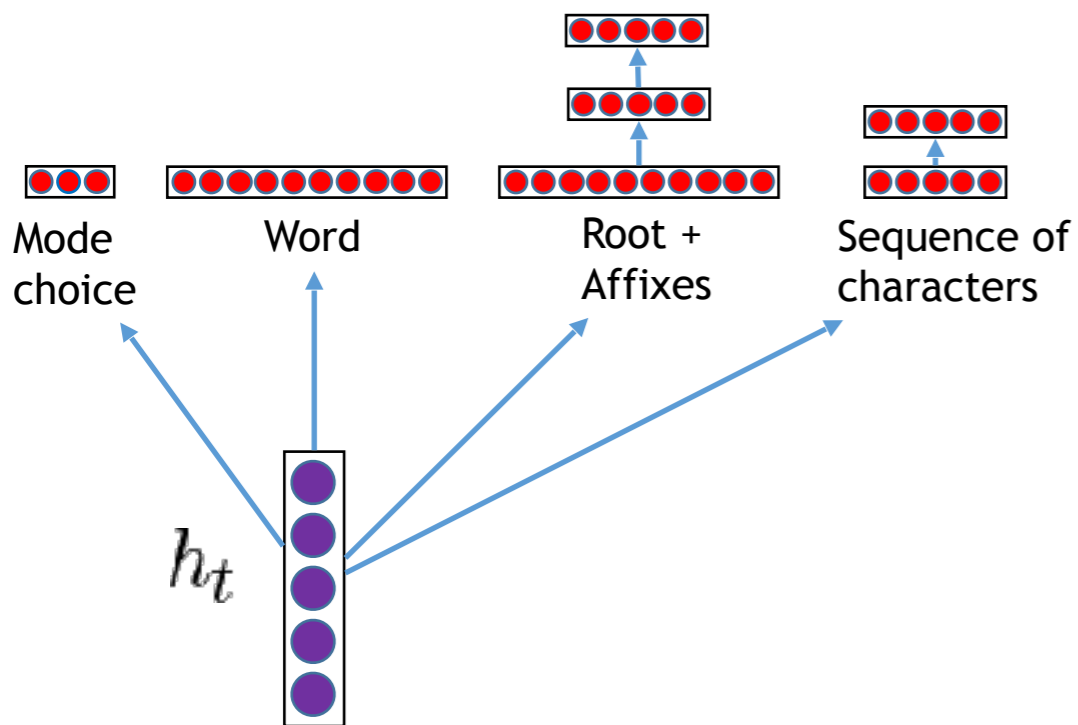 Mode
choice
Word
Root +
Affixes
Sequence of
characters
h_t